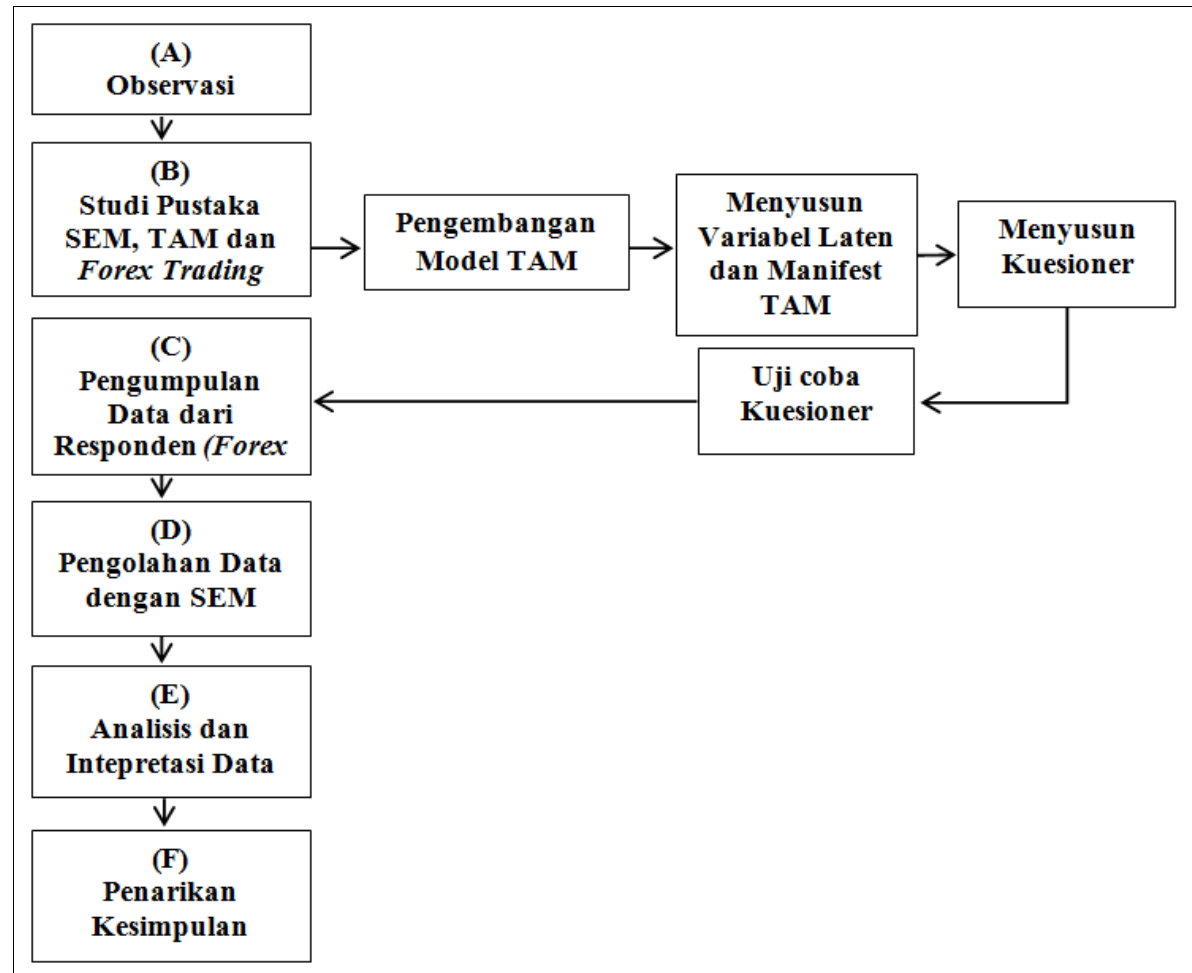 (A)
Observasi
(B)
Studi Pustaka
SEM, TAM dan
Forex Trading
Pengembangan
Model TAM
Menyusun
Variabel Laten
dan Manifest
TAM
Menyusun
Kuesioner
Uji coba
Kuesioner
(C)
Pengumpulan
Data dari
Responden (Forex
(D)
Pengolahan Data
dengan SEM
(E)
Analisis dan
Intepretasi Data
(F)
Penarikan
Kesimpulan